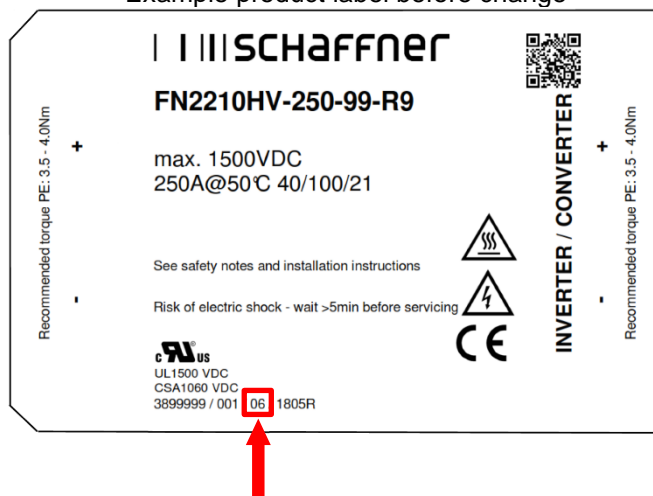 Example product label before change
SCHAFFNER
FN2210HV-250-99-R9
max. 1500VDC
250A@50°C 40/100/21
See safety notes and installation instructions
Risk of electric shock - wait >5min before servicing
c RU US
UL1500 VDC
CSA1060 VDC
3899999 / 001 06 1805R
CE
Recommended torque PE: 3.5 - 4.0Nm
+
-
INVERTER / CONVERTER
+
-
Recommended torque PE: 3.5 - 4.0Nm